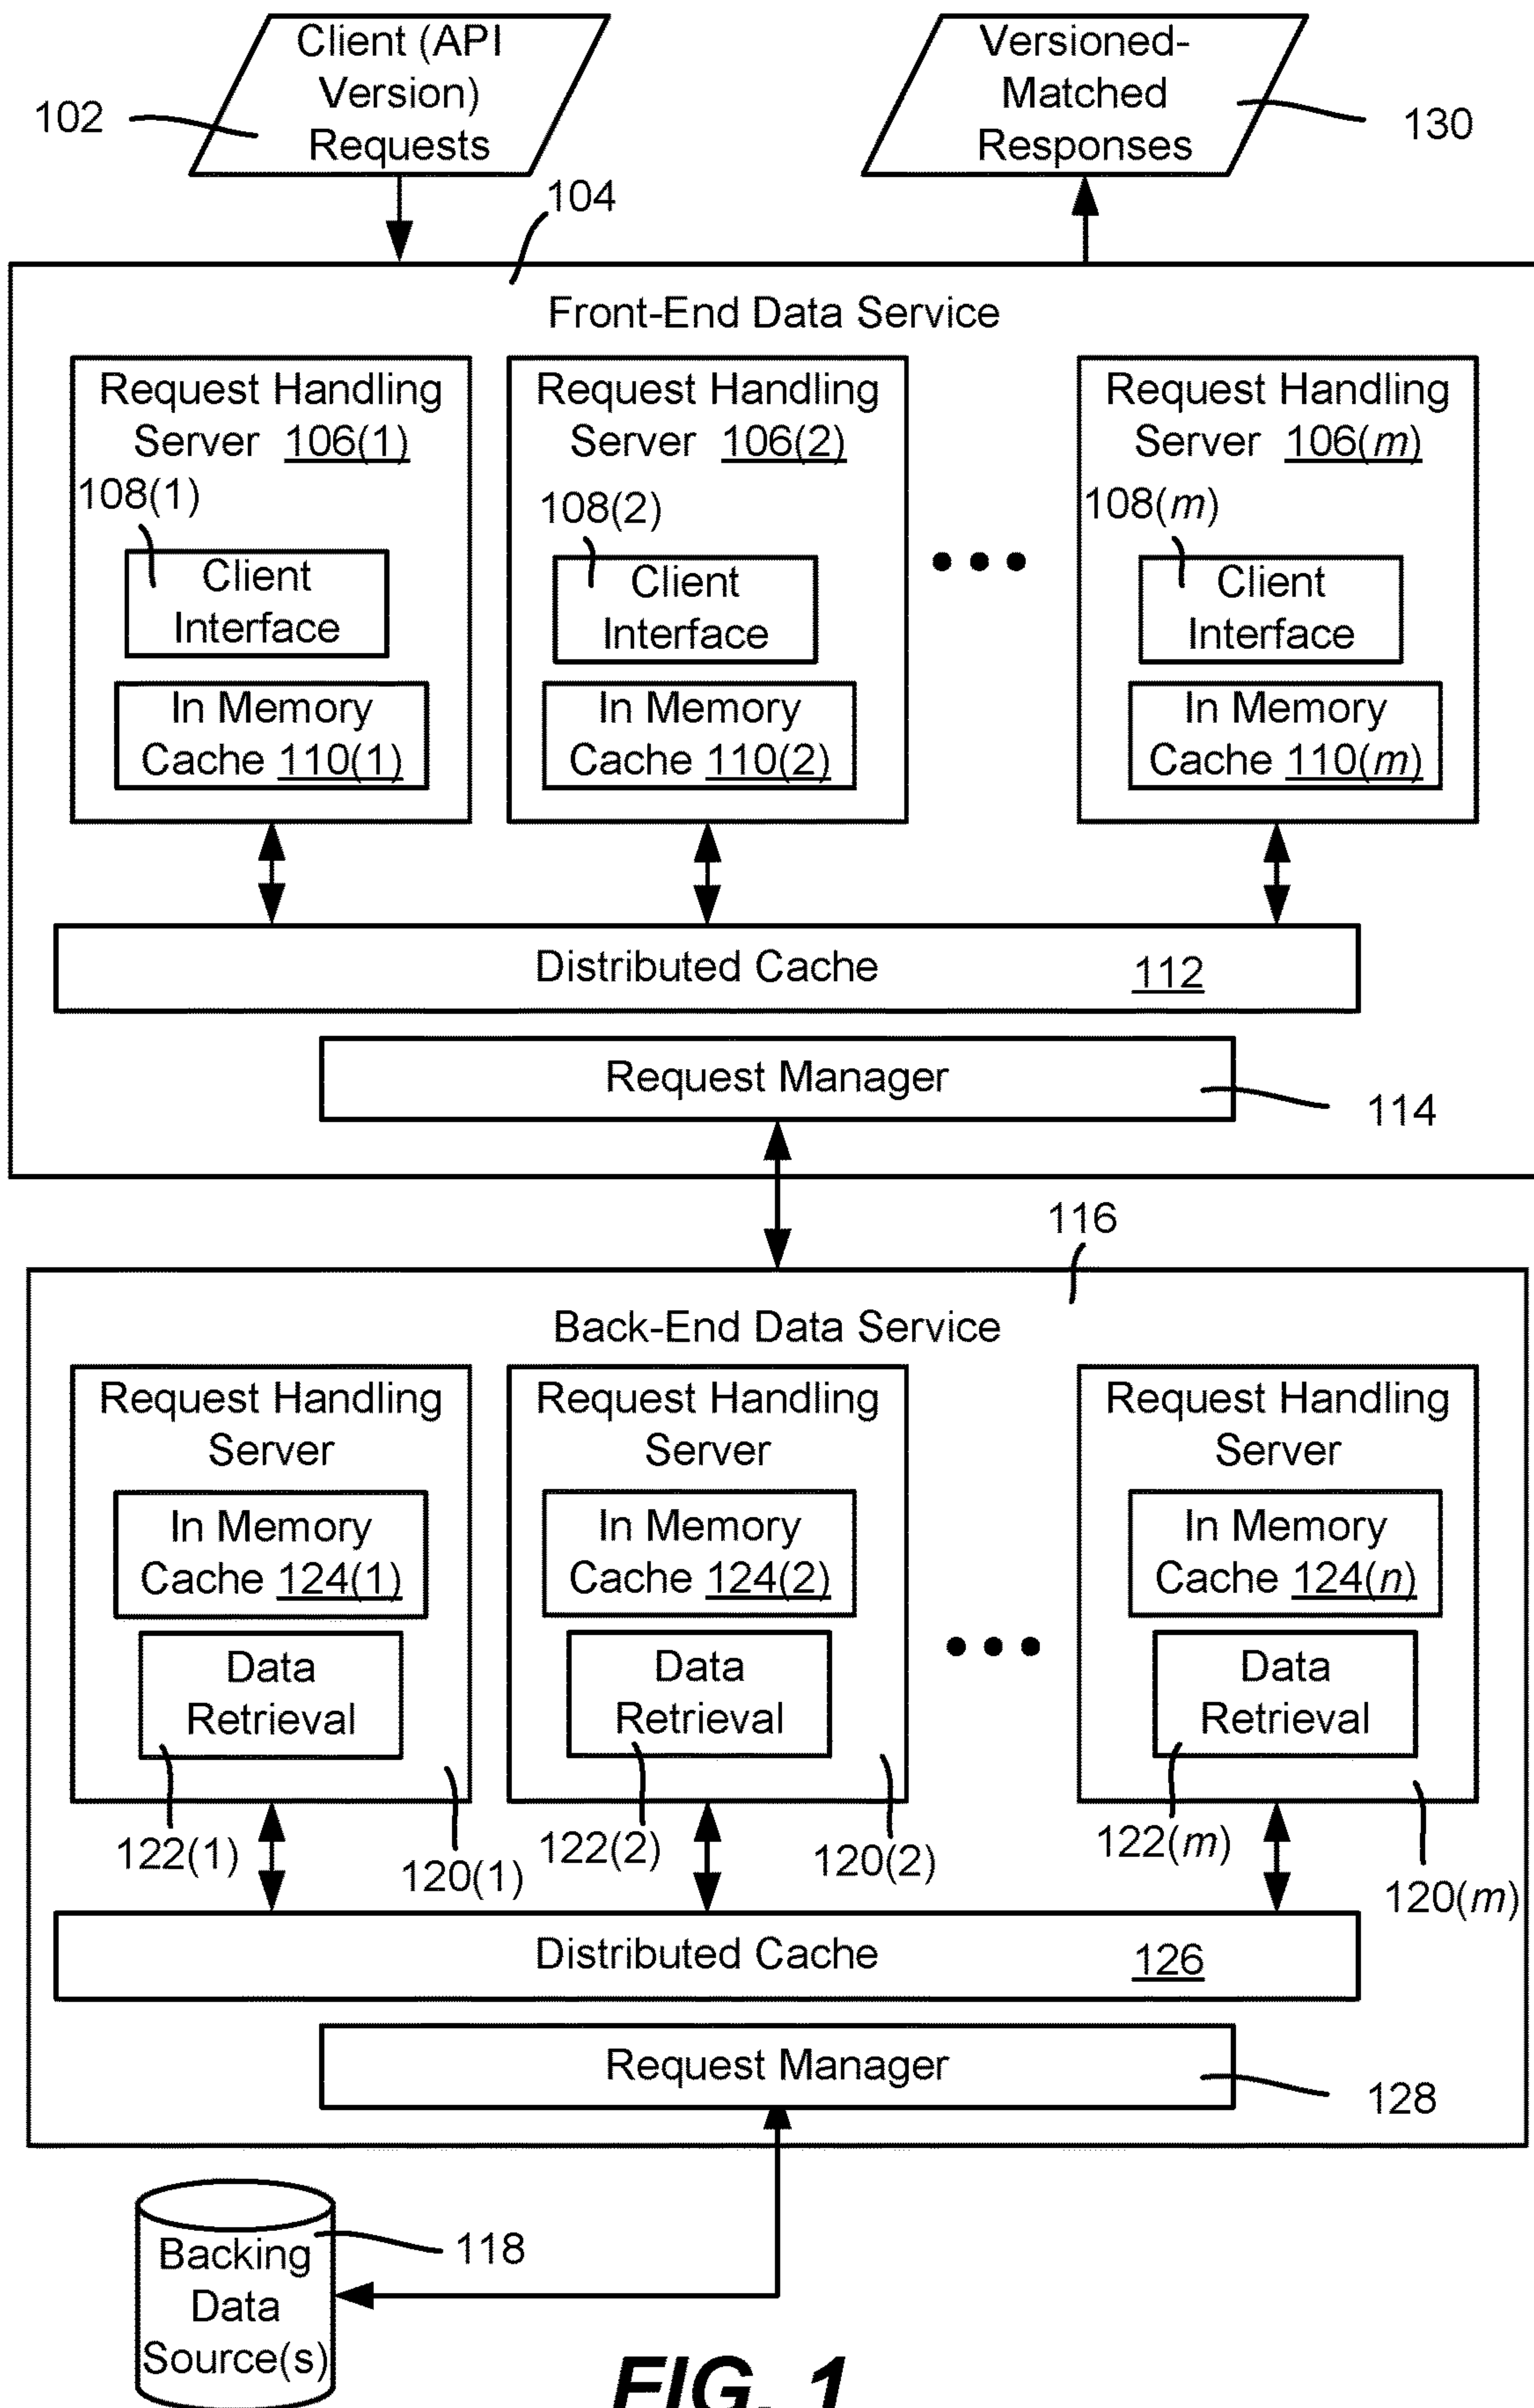 Client (API
Version)
Requests
102
Versioned-
Matched
Responses
130
104
Front-End Data Service
Request Handling
Server 106(1)
108(1)
Client
Interface
In Memory
Cache 110(1)
Request Handling
Server 106(2)
108(2)
Client
Interface
In Memory
Cache 110(2)
Request Handling
Server 106(m)
108(m)
Client
Interface
In Memory
Cache 110(m)
Distributed Cache 112
Request Manager
114
116
Back-End Data Service
Request Handling
Server
In Memory
Cache 124(1)
Data
Retrieval
122(1)
120(1)
Request Handling
Server
In Memory
Cache 124(2)
Data
Retrieval
122(2)
120(2)
Request Handling
Server
In Memory
Cache 124(n)
Data
Retrieval
122(m)
120(m)
Distributed Cache 126
Request Manager
128
Backing
Data
Source(s)
118
FIG. 1